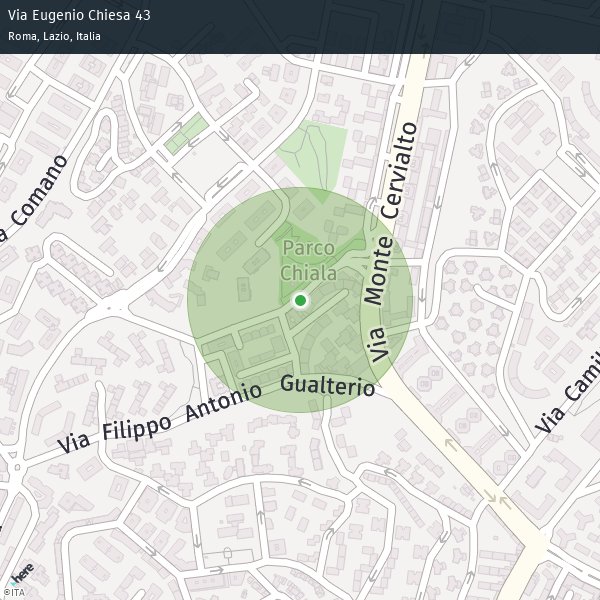 Via Eugenio Chiesa 43
Roma, Lazio, Italia
a Comano
Via Monte Cervialto
Parco
Chiala
Via Filippo Antonio Gualterio
Via Camil
here
©ITA